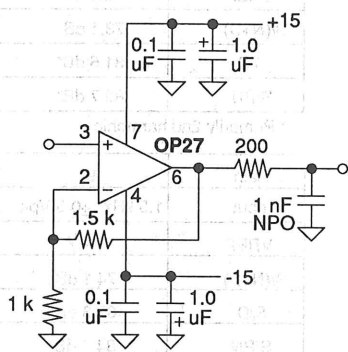 +15
0.1 uF
+ 1.0 uF
7
3
+
OP27
200
2
-
4
6
1.5 k
1 nF NPO
-15
1 k
0.1 uF
1.0 uF
+